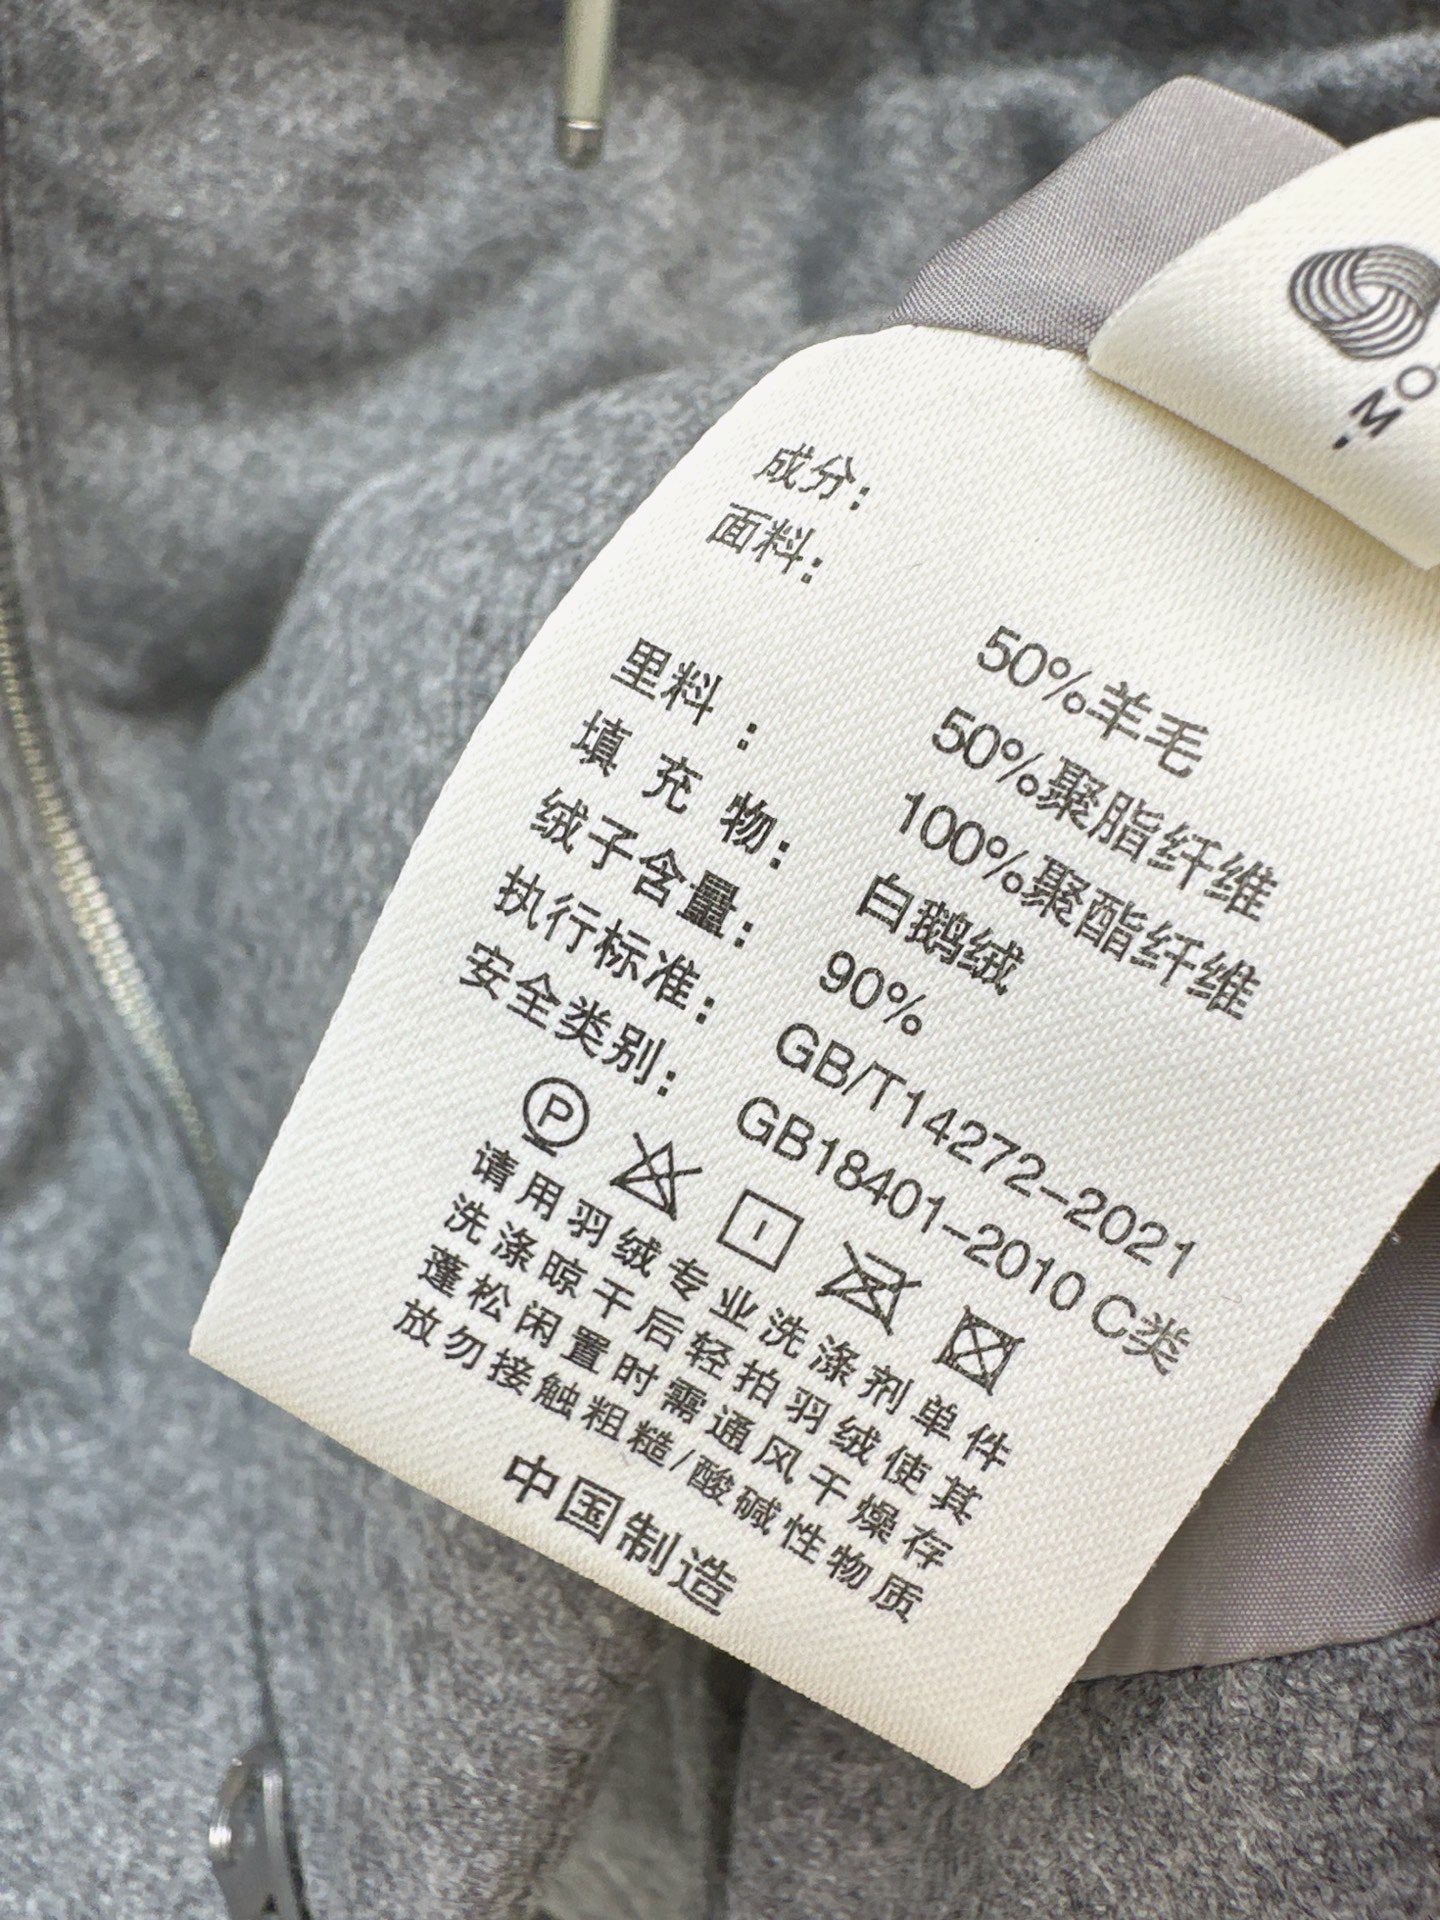 成分：
面料：
50%羊毛
50%聚脂纤维
里料： 100%聚酯纤维
填充物： 白鹅绒
绒子含量： 90%
执行标准： GB/T14272-2021
安全类别： GB18401-2010 C类
P
请用羽绒专业洗涤剂单件
洗涤晾干后轻拍羽绒使其
蓬松闲置时需通风干燥存
放勿接触粗糙/酸碱性物质
中国制造